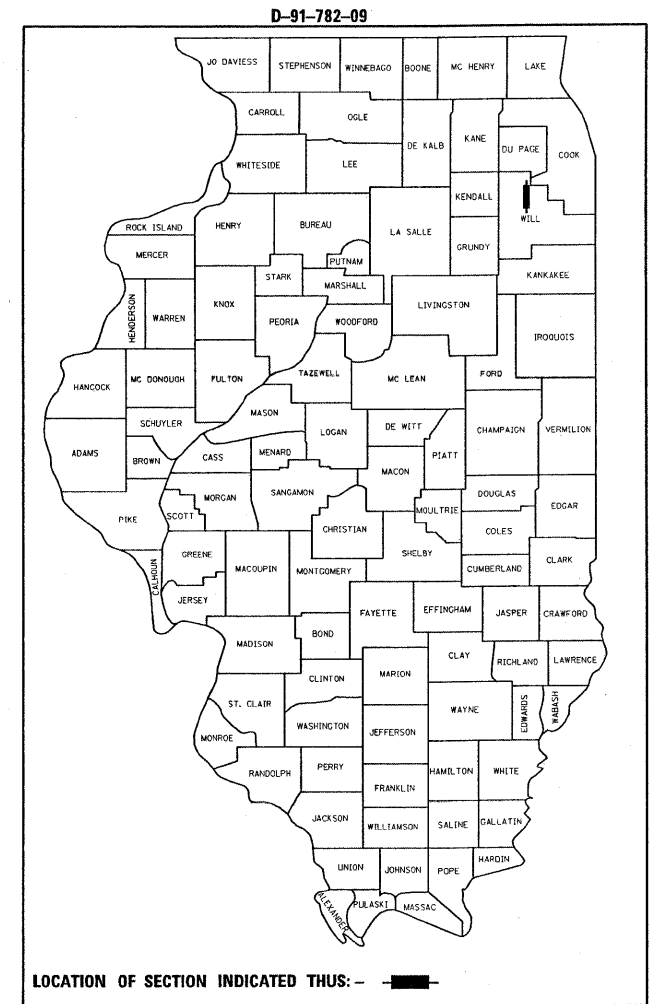 D-91-782-09
JO DAVIESS
STEPHENSON
WINNEBAGO
BOONE
MC HENRY
LAKE
CARROLL
OGLE
DE KALB
KANE
DU PAGE
COOK
WHITESIDE
LEE
KENDALL
WILL
ROCK ISLAND
HENRY
BUREAU
LA SALLE
GRUNDY
MERCER
PUTNAM
KANKAKEE
STARK
MARSHALL
HENDERSON
WARREN
KNOX
PEORIA
WOODFORD
LIVINGSTON
IROQUOIS
HANCOCK
MC DONOUGH
FULTON
TAZEWELL
MC LEAN
FORD
MASON
SCHUYLER
LOGAN
DE WITT
CHAMPAIGN
VERMILION
ADAMS
BROWN
CASS
MENARD
MACON
PIATT
MORGAN
SANGAMON
DOUGLAS
EDGAR
PIKE
SCOTT
CHRISTIAN
MOULTRIE
COLES
SHELBY
GREENE
MACOUPIN
MONTGOMERY
CUMBERLAND
CLARK
CALHOUN
JERSEY
FAYETTE
EFFINGHAM
JASPER
CRAWFORD
MADISON
BOND
CLAY
RICHLAND
LAWRENCE
CLINTON
MARION
ST. CLAIR
WAYNE
EDWARDS
WABASH
WASHINGTON
JEFFERSON
MONROE
RANDOLPH
PERRY
HAMILTON
WHITE
FRANKLIN
JACKSON
WILLIAMSON
SALINE
GALLATIN
UNION
JOHNSON
POPE
HARDIN
ALEXANDER
PULASKI
MASSAC
LOCATION OF SECTION INDICATED THUS: -